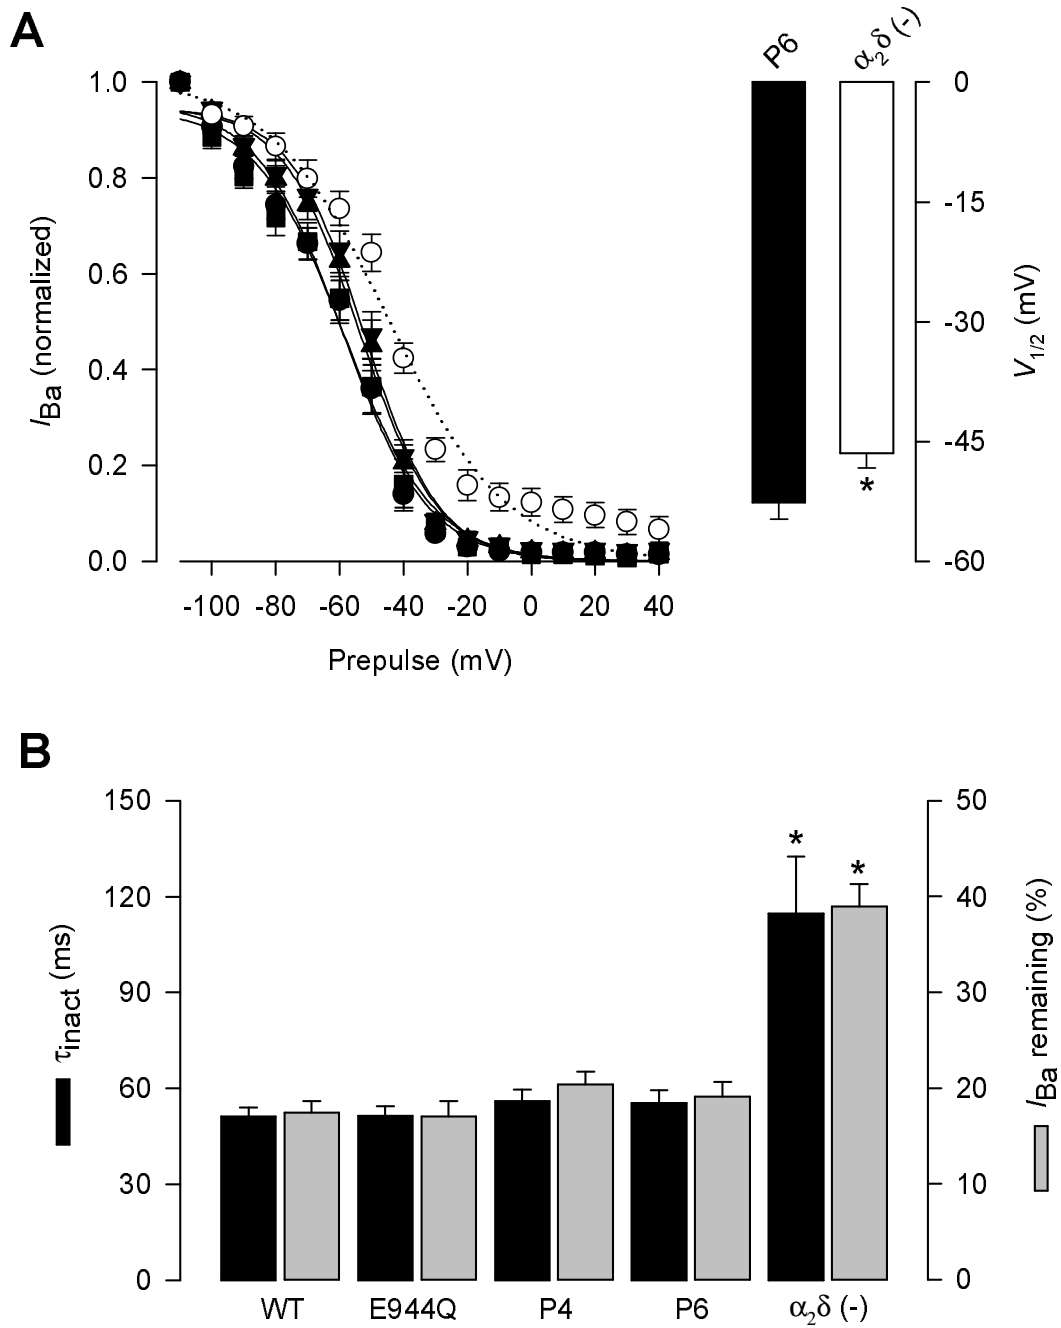 A
P6
α2δ (-)
1.0
0.8
0.6
0.4
0.2
0.0
IBa (normalized)
-100 -80 -60 -40 -20 0 20 40
Prepulse (mV)
0
-15
-30
-45
-60
V1/2 (mV)
*
B
150
120
90
60
30
0
τinact (ms)
* *
50
40
30
20
10
0
IBa remaining (%)
WT E944Q P4 P6 α2δ (-)